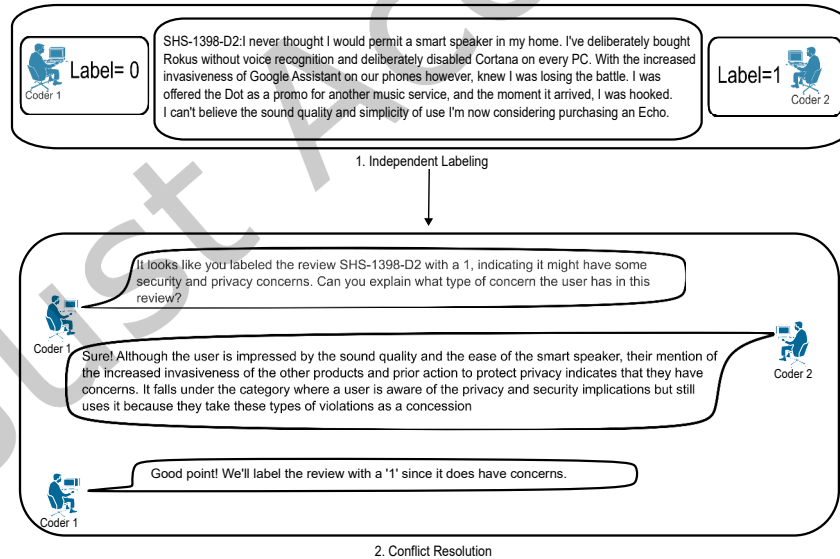 SHS-1398-D2:I never thought I would permit a smart speaker in my home. I've deliberately bought
Rokus without voice recognition and deliberately disabled Cortana on every PC. With the increased
invasiveness of Google Assistant on our phones however, knew I was losing the battle. I was
offered the Dot as a promo for another music service, and the moment it arrived, I was hooked.
I can't believe the sound quality and simplicity of use I'm now considering purchasing an Echo.
Label= 0
Coder 1
Label=1
Coder 2
1. Independent Labeling
It looks like you labeled the review SHS-1398-D2 with a 1, indicating it might have some
security and privacy concerns. Can you explain what type of concern the user has in this
review?
Coder 1
Sure! Although the user is impressed by the sound quality and the ease of the smart speaker, their mention of
the increased invasiveness of the other products and prior action to protect privacy indicates that they have
concerns. It falls under the category where a user is aware of the privacy and security implications but still
uses it because they take these types of violations as a concession
Coder 2
Good point! We'll label the review with a '1' since it does have concerns.
Coder 1
2. Conflict Resolution
Just Ac